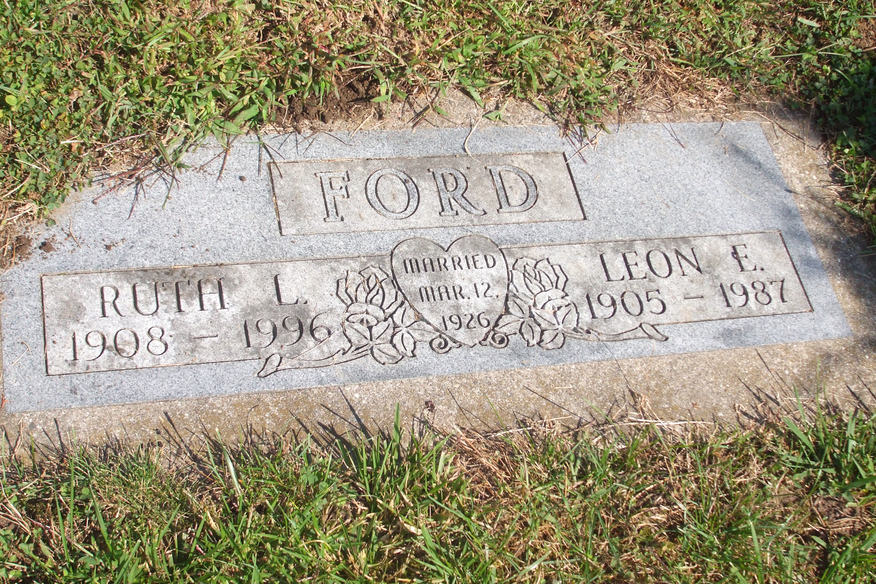 FORD
RUTH L.
1908 - 1996
MARRIED
MAR. 12,
1926
LEON E.
1905 - 1987